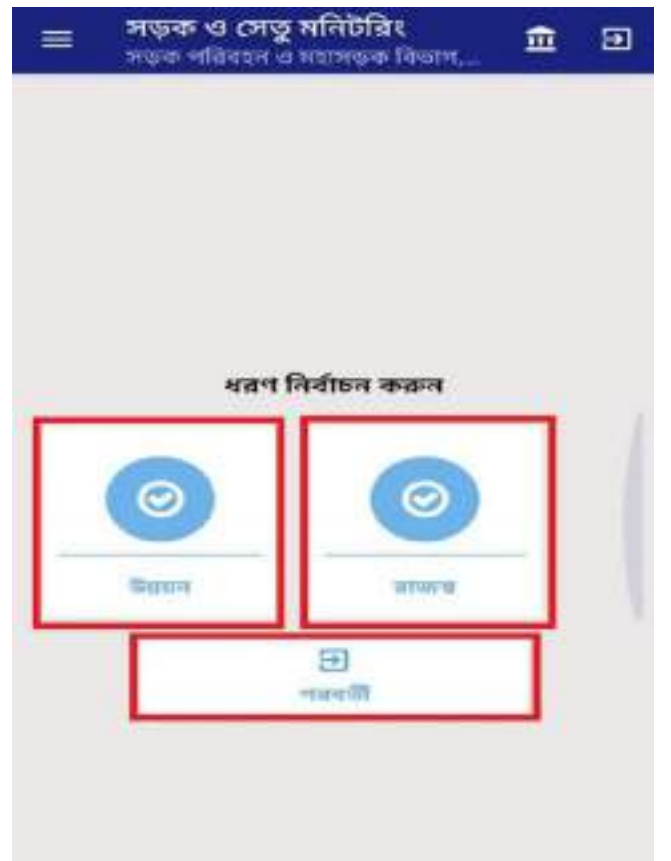 সড়ক ও সেতু মনিটরিং
সড়ক পরিবহন ও মহাসড়ক বিভাগ,...
ধরণ নির্বাচন করুন
উন্নয়ন
রাজস্ব
পরবর্তী